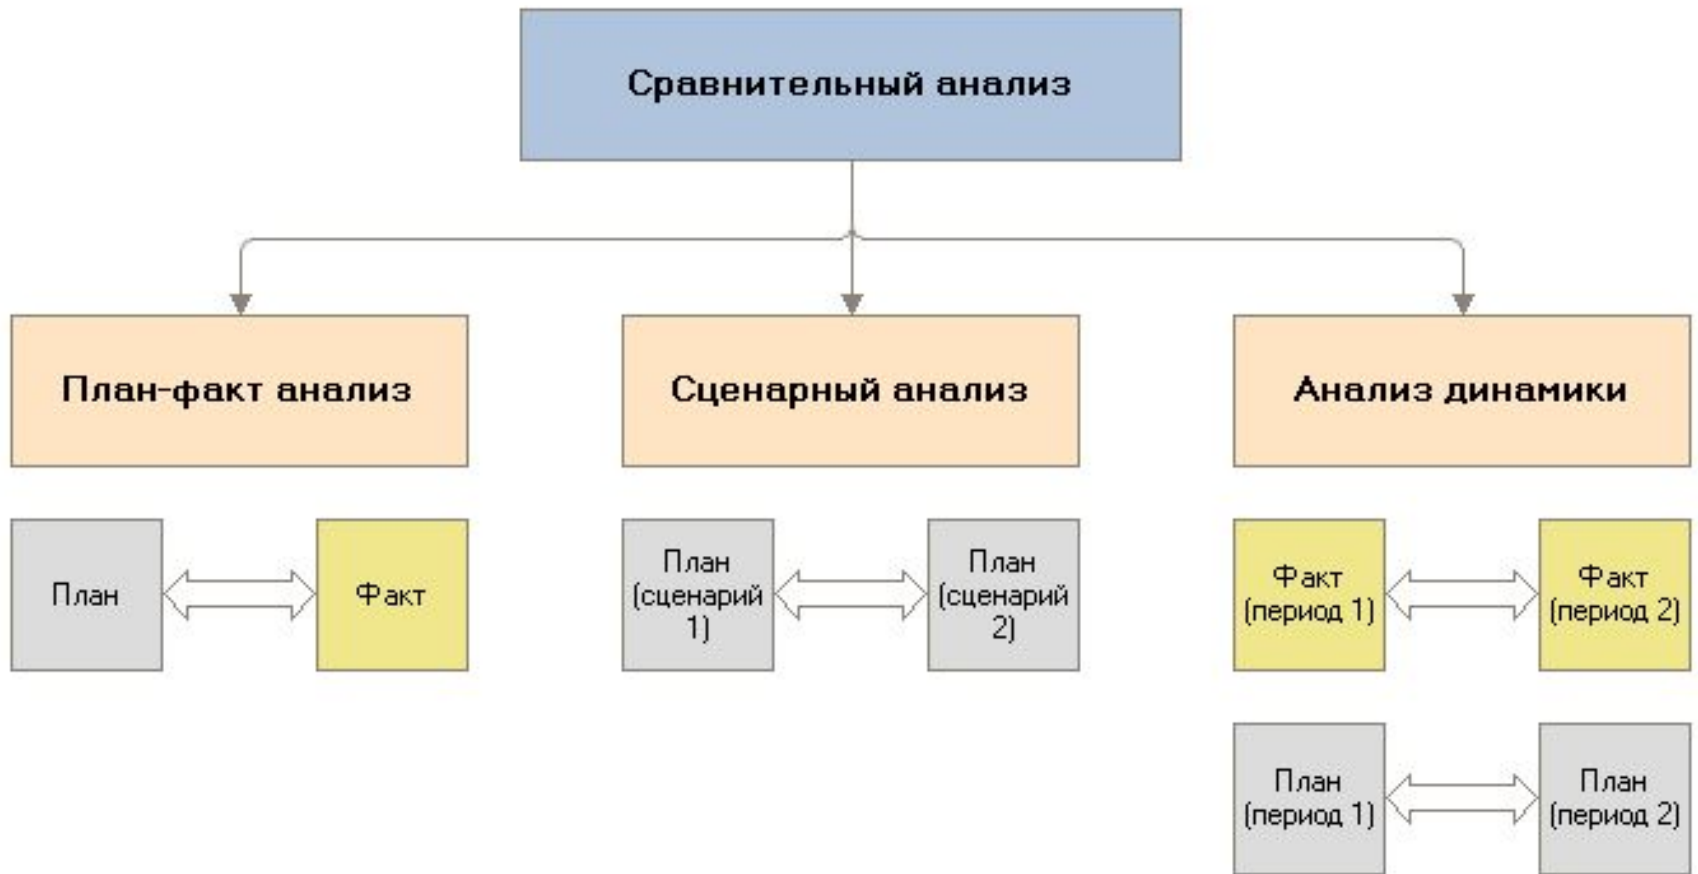 Сравнительный анализ
План-факт анализ
Сценарный анализ
Анализ динамики
План
Факт
План
(сценарий
1)
План
(сценарий
2)
Факт
(период 1)
Факт
(период 2)
План
(период 1)
План
(период 2)